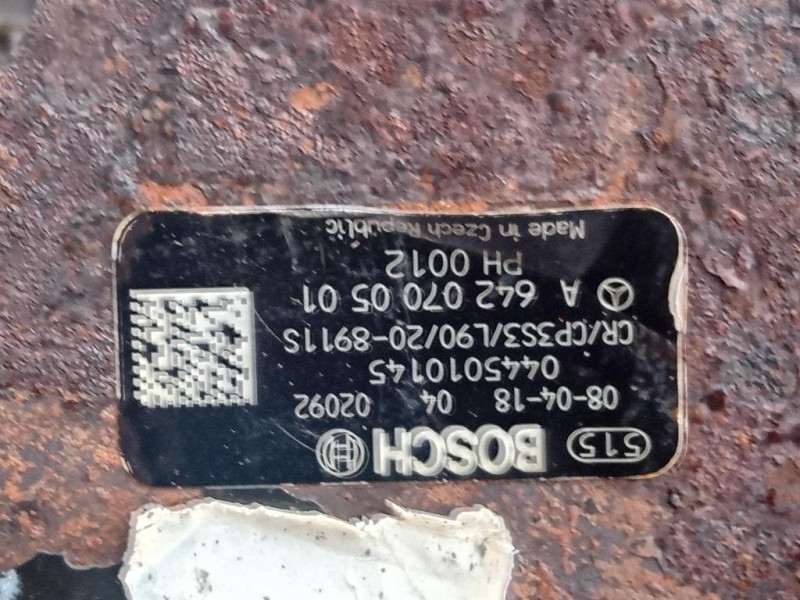 515 BOSCH
08-04-18 04 02092
0445010145
CR/CP3S3/L90/20-8911S
A 642 070 05 01
PH 0012
Made in Czech Republic